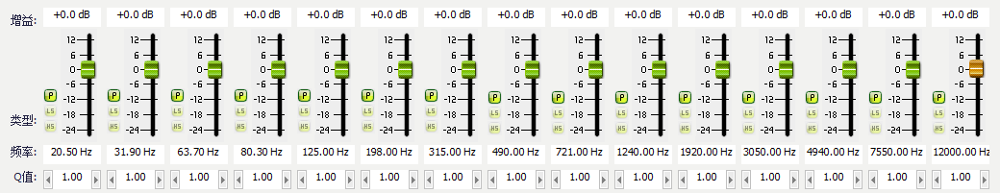 增益: +0.0 dB +0.0 dB +0.0 dB +0.0 dB +0.0 dB +0.0 dB +0.0 dB +0.0 dB +0.0 dB +0.0 dB +0.0 dB +0.0 dB +0.0 dB +0.0 dB +0.0 dB
12 12 12 12 12 12 12 12 12 12 12 12 12 12 12
6 6 6 6 6 6 6 6 6 6 6 6 6 6 6
0 0 0 0 0 0 0 0 0 0 0 0 0 0 0
-6 -6 -6 -6 -6 -6 -6 -6 -6 -6 -6 -6 -6 -6 -6
P -12 P -12 P -12 P -12 P -12 P -12 P -12 P -12 P -12 P -12 P -12 P -12 P -12 P -12 P -12
LS -18 LS -18 LS -18 LS -18 LS -18 LS -18 LS -18 LS -18 LS -18 LS -18 LS -18 LS -18 LS -18 LS -18 LS -18
类型: HS -24 HS -24 HS -24 HS -24 HS -24 HS -24 HS -24 HS -24 HS -24 HS -24 HS -24 HS -24 HS -24 HS -24 HS -24
频率: 20.50 Hz 31.90 Hz 63.70 Hz 80.30 Hz 125.00 Hz 198.00 Hz 315.00 Hz 490.00 Hz 721.00 Hz 1240.00 Hz 1920.00 Hz 3050.00 Hz 4940.00 Hz 7550.00 Hz 12000.00 Hz
Q值: 1.00 1.00 1.00 1.00 1.00 1.00 1.00 1.00 1.00 1.00 1.00 1.00 1.00 1.00 1.00